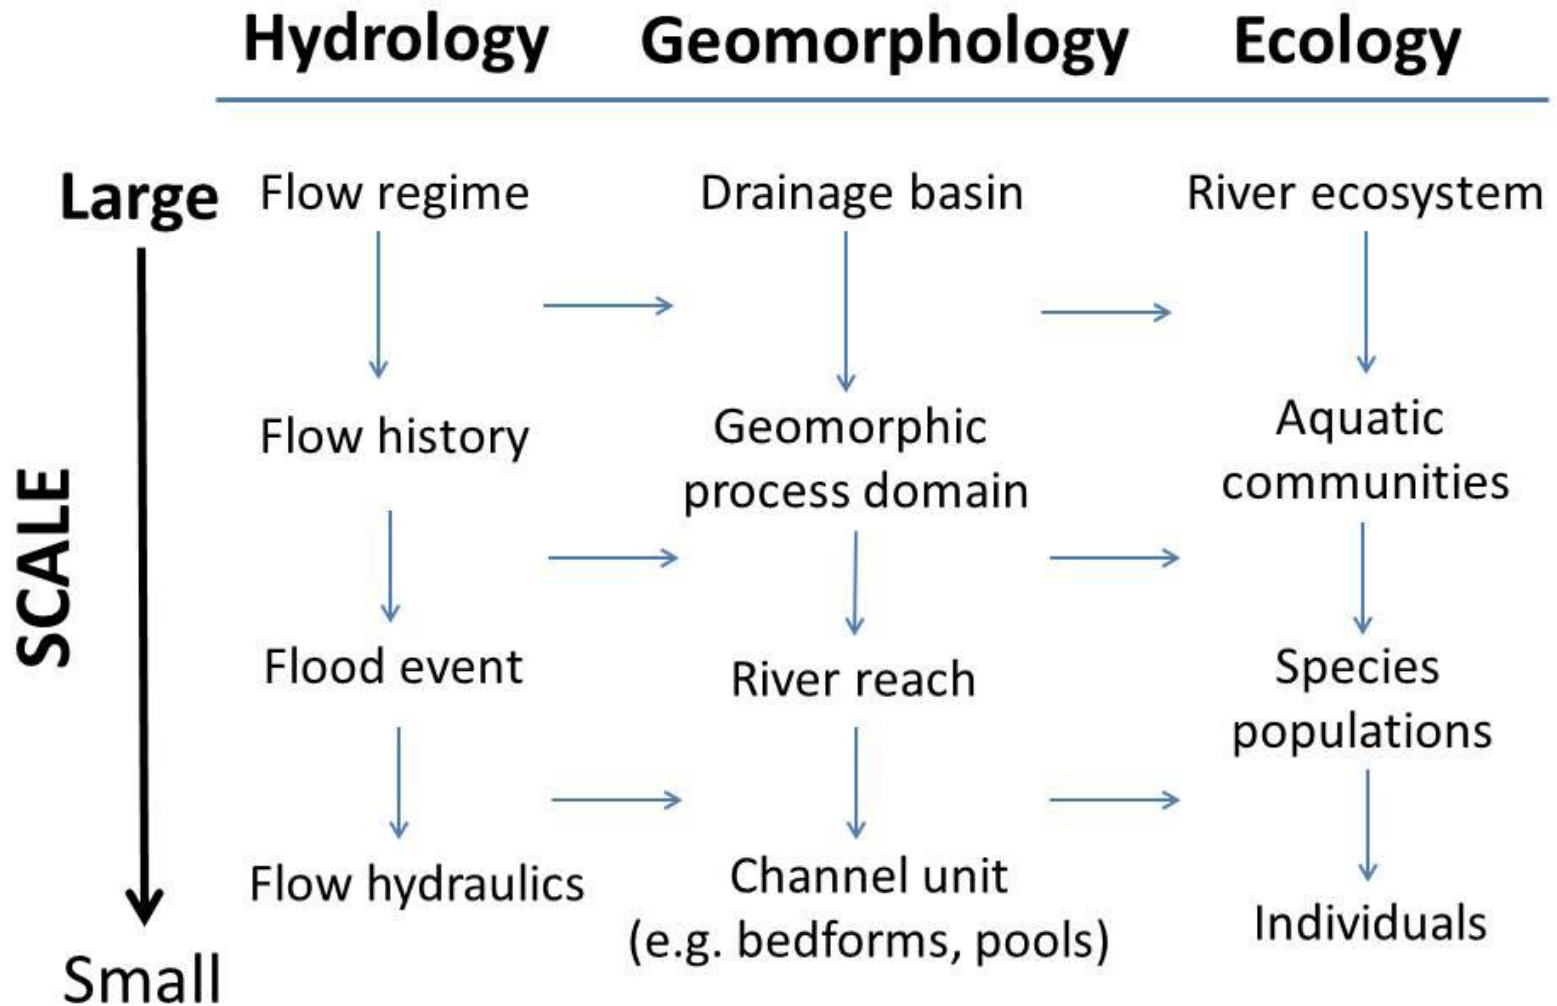 Hydrology Geomorphology Ecology
Large Flow regime Drainage basin River ecosystem
SCALE
Flow history
Geomorphic
process domain
Aquatic
communities
Flood event
River reach
Species
populations
Flow hydraulics
Channel unit
(e.g. bedforms, pools)
Individuals
Small